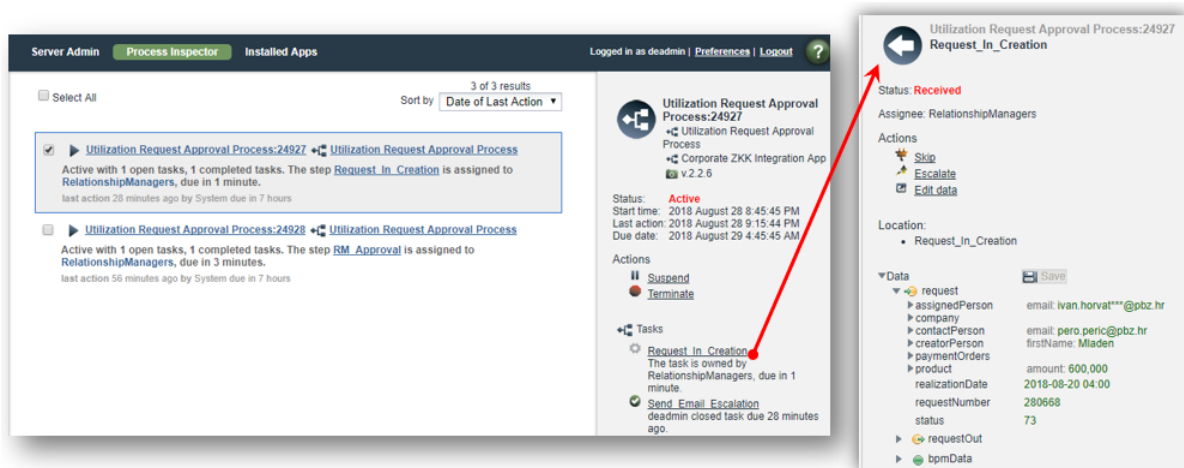 Server Admin Process Inspector Installed Apps
Logged in as deadmin | Preferences | Logout ?
Select All
3 of 3 results
Sort by Date of Last Action
Utilization Request Approval Process:24927 Utilization Request Approval Process
Active with 1 open tasks, 1 completed tasks. The step Request_In_Creation is assigned to
RelationshipManagers, due in 1 minute.
last action 28 minutes ago by System due in 7 hours
Utilization Request Approval Process:24928 Utilization Request Approval Process
Active with 1 open tasks, 1 completed tasks. The step RM_Approval is assigned to
RelationshipManagers, due in 3 minutes.
last action 56 minutes ago by System due in 7 hours
Utilization Request Approval
Process:24927
Utilization Request Approval
Process
Corporate ZKK Integration App
v.2.2.6
Status: Active
Start time: 2018 August 28 8:45:45 PM
Last action: 2018 August 28 9:15:44 PM
Due date: 2018 August 29 4:45:45 AM
Actions
Suspend
Terminate
Tasks
Request_In_Creation
The task is owned by
RelationshipManagers, due in 1
minute.
Send_Email_Escalation
deadmin closed task due 28 minutes
ago.
Utilization Request Approval Process:24927
Request_In_Creation
Status: Received
Assignee: RelationshipManagers
Actions
Skip
Escalate
Edit data
Location:
Request_In_Creation
Data Save
request
assignedPerson email: ivan.horvat***@pbz.hr
company
contactPerson email: pero.peric@pbz.hr
creatorPerson firstName: Mladen
paymentOrders
product amount: 600,000
realizationDate 2018-08-20 04:00
requestNumber 280668
status 73
requestOut
bpmData